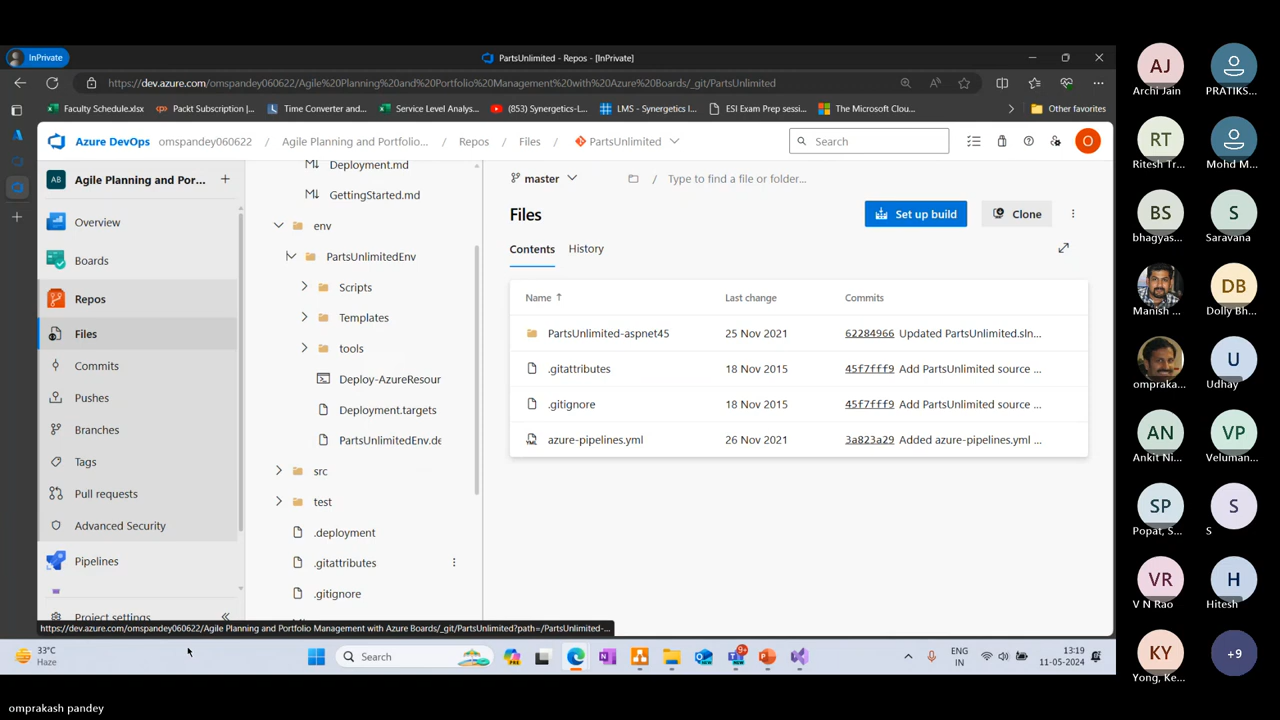 InPrivate
PartsUnlimited - Repos - [InPrivate]
https://dev.azure.com/omspandey060622/Agile%20Planning%20and%20Portfolio%20Management%20with%20Azure%20Boards/_git/PartsUnlimited
Faculty Schedule.xlsx
Packt Subscription |...
Time Converter and...
Service Level Analys...
(853) Synergetics-L...
LMS - Synergetics I...
ESI Exam Prep sessi...
The Microsoft Clou...
Other favorites
Azure DevOps
omspandey060622 / Agile Planning and Portfolio... / Repos / Files / PartsUnlimited
Search
O
AB
Agile Planning and Por...
Overview
Boards
Repos
Files
Commits
Pushes
Branches
Tags
Pull requests
Advanced Security
Pipelines
Project settings
Deployment.md
GettingStarted.md
env
PartsUnlimitedEnv
Scripts
Templates
tools
Deploy-AzureResour
Deployment.targets
PartsUnlimitedEnv.de
src
test
.deployment
.gitattributes
.gitignore
master
/ Type to find a file or folder...
Files
Set up build
Clone
Contents
History
Name ↑ Last change Commits
PartsUnlimited-aspnet45 25 Nov 2021 62284966 Updated PartsUnlimited.sln...
.gitattributes 18 Nov 2015 45f7fff9 Add PartsUnlimited source ...
.gitignore 18 Nov 2015 45f7fff9 Add PartsUnlimited source ...
azure-pipelines.yml 26 Nov 2021 3a823a29 Added azure-pipelines.yml ...
https://dev.azure.com/omspandey060622/Agile Planning and Portfolio Management with Azure Boards/_git/PartsUnlimited?path=/PartsUnlimited-...
33°C
Haze
Search
9+
ENG
IN
13:19
11-05-2024
AJ
Archi Jain
PRATIKS...
RT
Ritesh Tr...
Mohd M...
BS
bhagyas...
S
Saravana
Manish ...
DB
Dolly Bh...
ompraka...
U
Udhay
AN
Ankit Ni...
VP
Veluman...
SP
Popat, S...
S
S
VR
V N Rao
H
Hitesh
KY
Yong, Ke...
+9
omprakash pandey